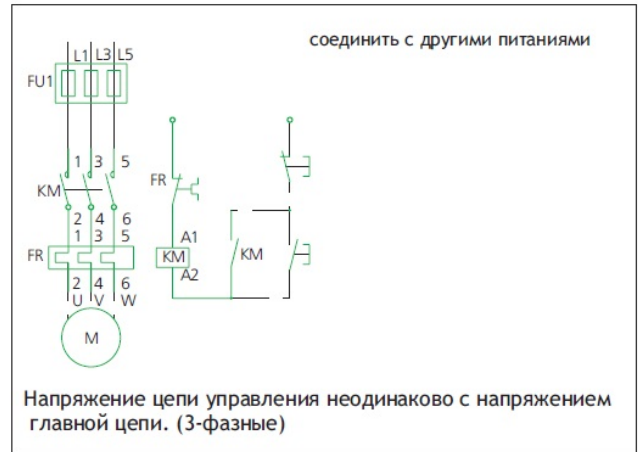 соединить с другими питаниями
L1 L3 L5
FU1
1 3 5
KM
2 4 6
1 3 5
FR
2 4 6
U V W
M
FR
A1
KM
A2
KM
Напряжение цепи управления неодинаково с напряжением
главной цепи. (3-фазные)